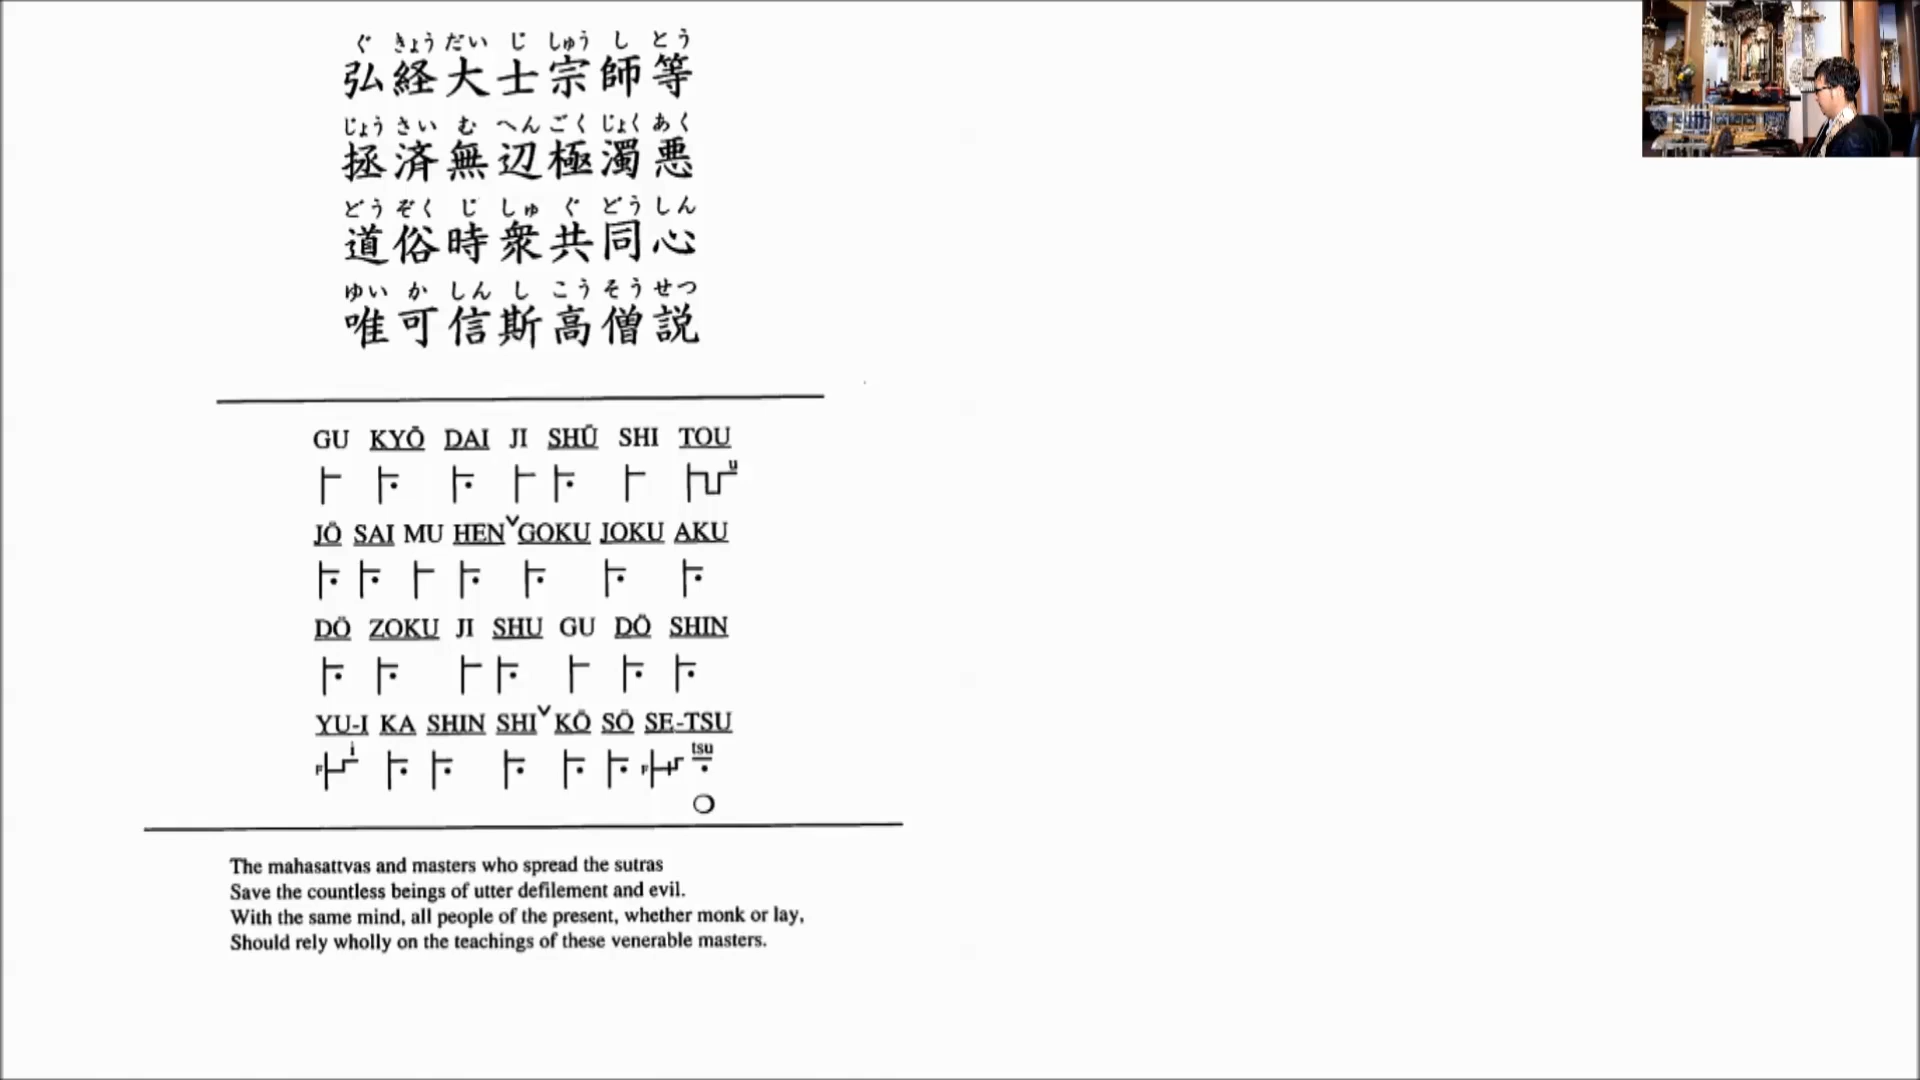 ぐ きょう だい じ しゅう し とう
弘経大士宗師等
じょう さい む へん ごく じょく あく
拯済無辺極濁悪
どう ぞく じ しゅ ぐ どう しん
道俗時衆共同心
ゆい か しん し こう そう せつ
唯可信斯高僧説
GU KYŌ DAI JI SHŪ SHI TOU
u
JŌ SAI MU HEN˅GOKU JOKU AKU
DŌ ZOKU JI SHU GU DŌ SHIN
YU-I KA SHIN SHI˅KŌ SŌ SE-TSU
F i F tsu
The mahasattvas and masters who spread the sutras
Save the countless beings of utter defilement and evil.
With the same mind, all people of the present, whether monk or lay,
Should rely wholly on the teachings of these venerable masters.